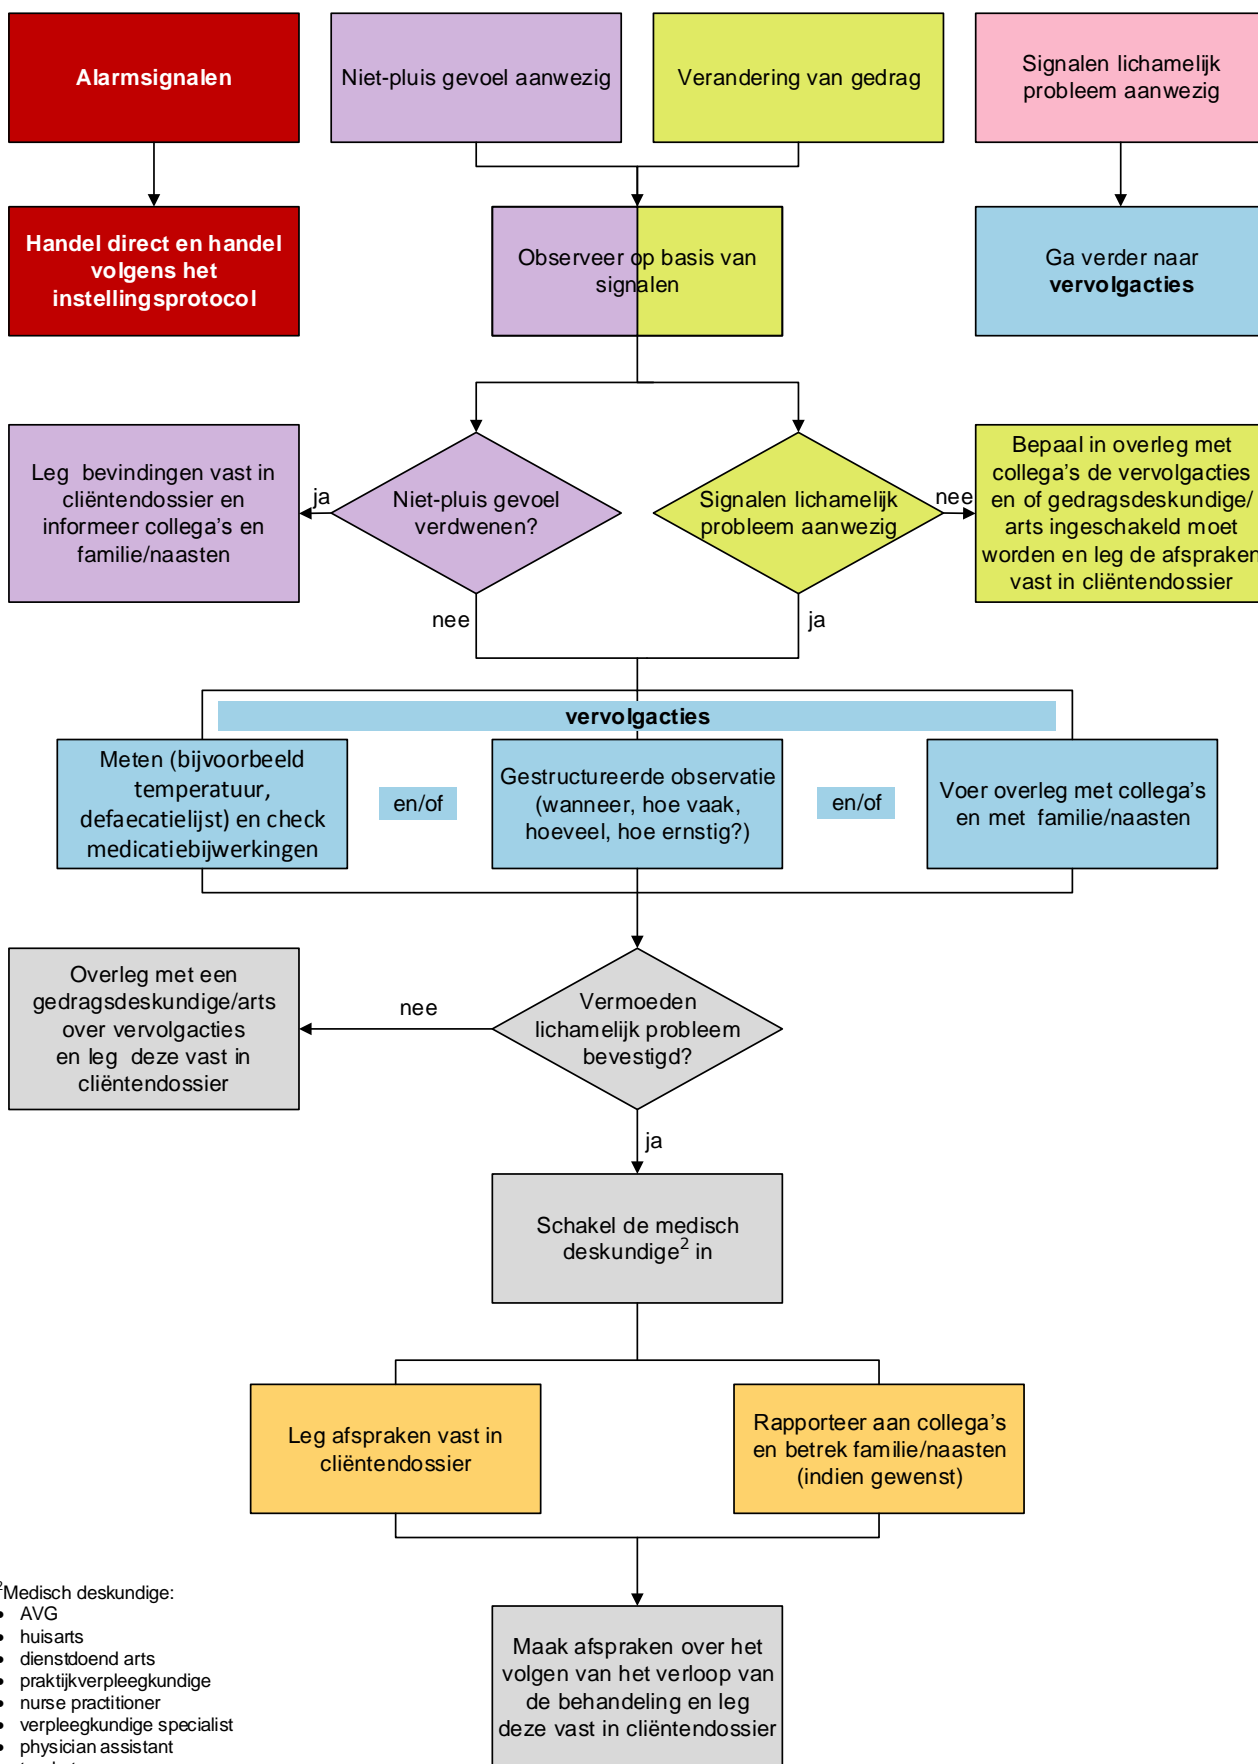 Alarmsignalen
Niet-pluis gevoel aanwezig
Verandering van gedrag
Signalen lichamelijk
probleem aanwezig
Handel direct en handel
volgens het
instellingsprotocol
Observeer op basis van
signalen
Ga verder naar
vervolgacties
Leg bevindingen vast in
cliëntendossier en
informeer collega's en
familie/naasten
ja
Niet-pluis gevoel
verdwenen?
Signalen lichamelijk
probleem aanwezig
nee
Bepaal in overleg met
collega's de vervolgacties
en of gedragsdeskundige/
arts ingeschakeld moet
worden en leg de afspraken
vast in cliëntendossier
nee
ja
vervolgacties
Meten (bijvoorbeeld
temperatuur,
defaecatielijst) en check
medicatiebijwerkingen
en/of
Gestructureerde observatie
(wanneer, hoe vaak,
hoeveel, hoe ernstig?)
en/of
Voer overleg met collega's
en met familie/naasten
Overleg met een
gedragsdeskundige/arts
over vervolgacties
en leg deze vast in
cliëntendossier
nee
Vermoeden
lichamelijk probleem
bevestigd?
ja
Schakel de medisch
deskundige² in
Leg afspraken vast in
cliëntendossier
Rapporteer aan collega's
en betrek familie/naasten
(indien gewenst)
Maak afspraken over het
volgen van het verloop van
de behandeling en leg
deze vast in cliëntendossier
²Medisch deskundige:
• AVG
• huisarts
• dienstdoend arts
• praktijkverpleegkundige
• nurse practitioner
• verpleegkundige specialist
• physician assistant